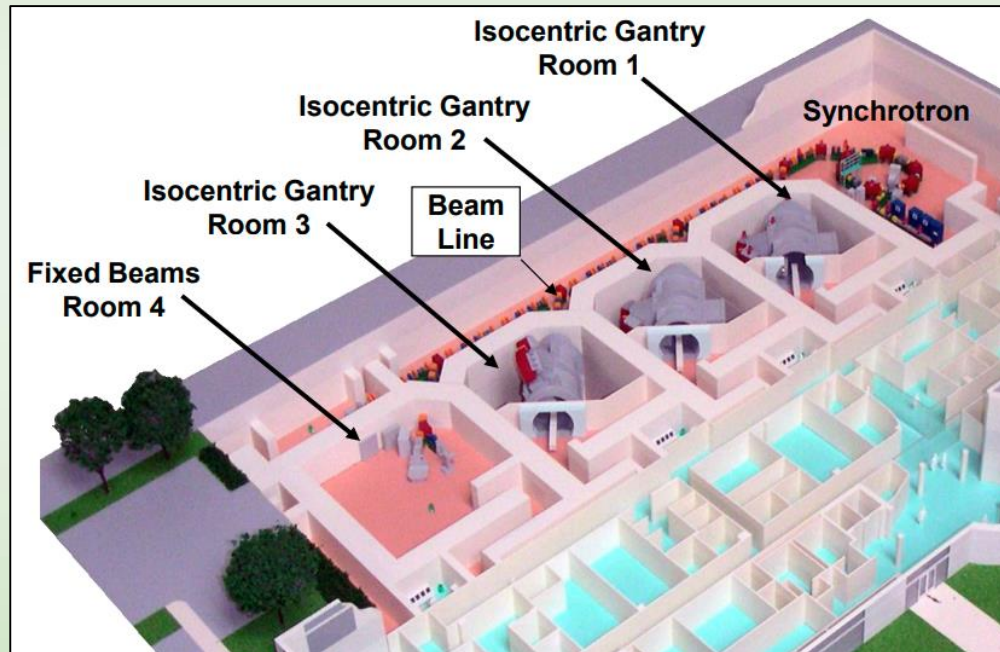 Isocentric Gantry
Room 1
Synchrotron
Isocentric Gantry
Room 2
Isocentric Gantry
Room 3
Beam
Line
Fixed Beams
Room 4